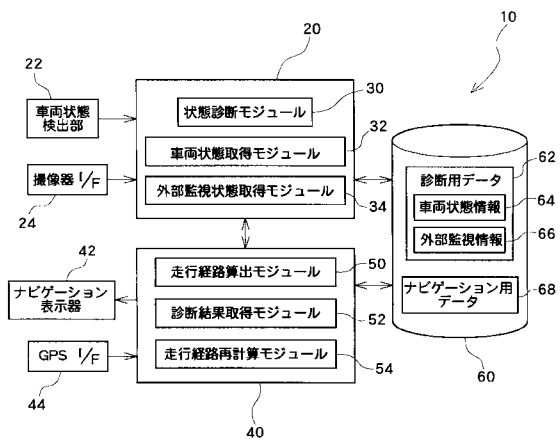 10
20
22
車両状態
検出部
状態診断モジュール
30
32
車両状態取得モジュール
62
診断用データ
撮像器 I/F
外部監視状態取得モジュール
64
車両状態情報
24
34
外部監視情報
66
42
走行経路算出モジュール
50
ナビゲーション用
データ
68
ナビゲーション
表示器
診断結果取得モジュール
52
GPS I/F
走行経路再計算モジュール
54
60
44
40